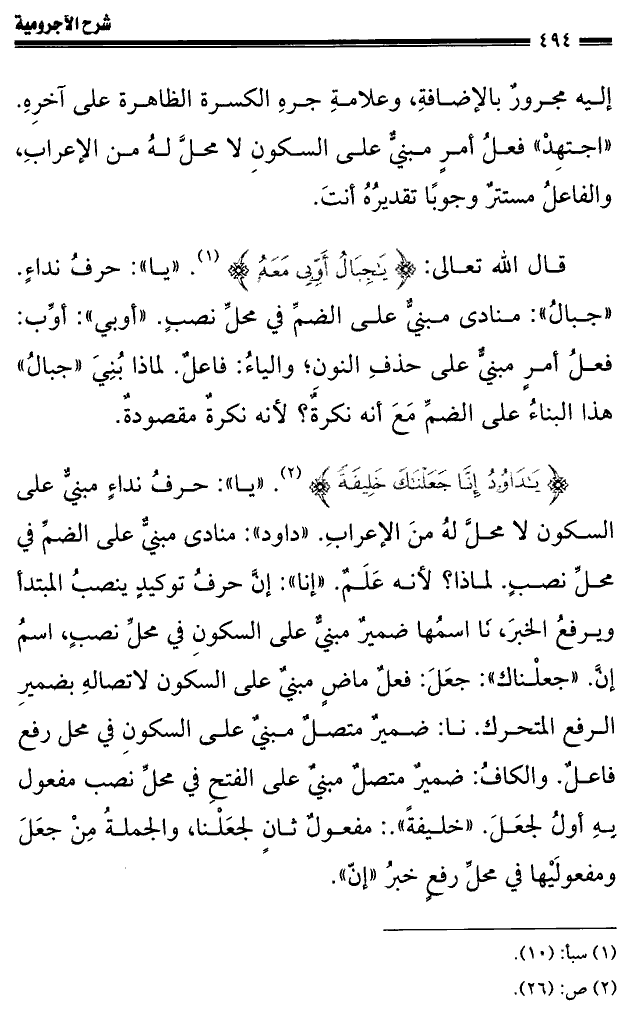 شرح الآجرومية
٤٩٤
إليه مجرورٌ بالإضافةِ، وعلامةِ جرهِ الكسرة الظاهرة على آخرِهِ.
«اجتهِدْ» فعلُ أمرٍ مبنيٌّ على السكونِ لا محلَّ لهُ من الإعرابِ،
والفاعلُ مستترٌ وجوبًا تقديرُهُ أنتَ.
قال الله تعالى: ﴿يَٰجِبَالُ أَوِّبِى مَعَهُۥ﴾ (١). «يا»: حرفُ نداءٍ.
«جبالُ»: منادى مبنيٌّ على الضمِّ في محلِّ نصبٍ. «أوبي»: أوِّب:
فعلُ أمرٍ مبنيٌّ على حذفِ النونِ؛ والياءُ: فاعلٌ. لماذا بُنِيَ «جبالُ»
هذا البناءُ على الضمِّ مَعَ أنه نكرةٌ؟ لأنه نكرةٌ مقصودةٌ.
﴿يَٰدَاوُۥدُ إِنَّا جَعَلْنَٰكَ خَلِيفَةً﴾ (٢). «يا»: حرفُ نداءٍ مبنيٌّ على
السكون لا محلَّ لهُ منَ الإعرابِ. «داود»: منادى مبنيٌّ على الضمِّ في
محلِّ نصبٍ. لماذا؟ لأنه عَلَمٌ. «إنا»: إنَّ حرفُ توكيدٍ ينصبُ المبتدأ
ويرفعُ الخبرَ، نَا اسمُها ضميرٌ مبنيٌّ على السكونِ في محلِّ نصبٍ، اسمُ
إنَّ. «جعلْناك»: جعَلَ: فعلٌ ماضٍ مبنيٌ على السكون لاتصالهِ بضميرِ
الرفعِ المتحرك. نا: ضميرٌ متصلٌ مبنيٌ على السكونِ في محل رفعٍ
فاعلٌ. والكافُ: ضميرٌ متصلٌ مبنيٌ على الفتحِ في محلِّ نصب مفعول
بِهِ أولُ لجعَلَ. «خليفةً».: مفعولٌ ثانٍ لجعَلْنا، والجملةُ مِنْ جعَلَ
ومفعولَيْها في محلِّ رفعٍ خبرُ «إنّ».
(١) سبأ: (١٠).
(٢) ص: (٢٦).